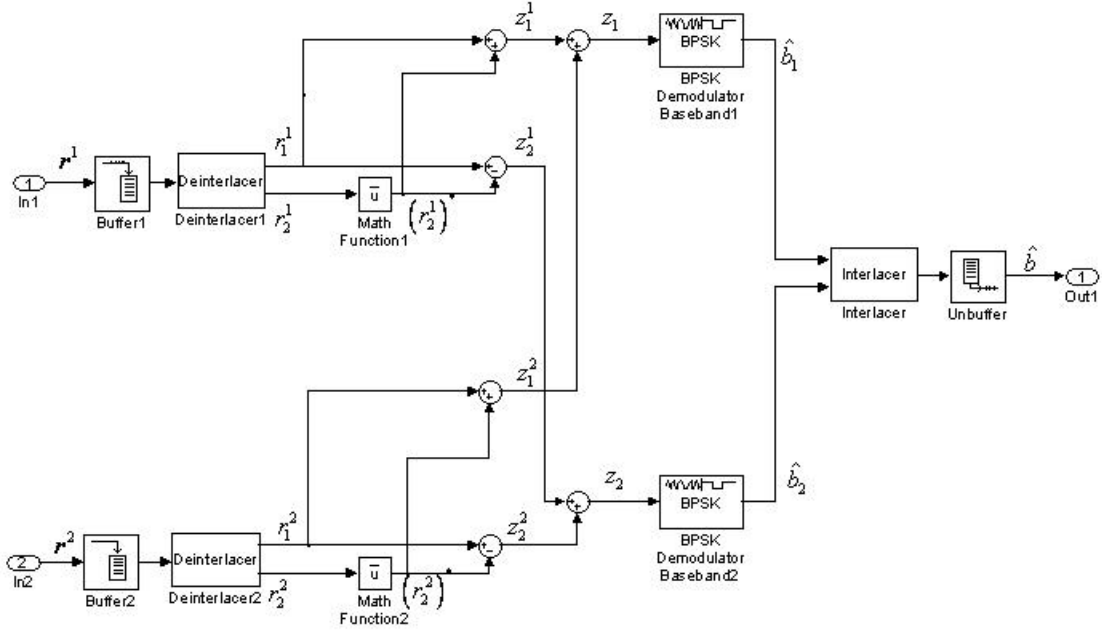 z_1^1
z_1
BPSK
BPSK
Demodulator
Baseband1
b̂_1
r^1
1
In1
Buffer1
Deinterlacer
Deinterlacer1
r_1^1
r_2^1
u
Math
Function1
(r_2^1)*
z_2^1
Interlacer
Interlacer
Unbuffer
b̂
1
Out1
z_1^2
z_2
BPSK
BPSK
Demodulator
Baseband2
b̂_2
r^2
2
In2
Buffer2
Deinterlacer
Deinterlacer2
r_1^2
r_2^2
u
Math
Function2
(r_2^2)*
z_2^2